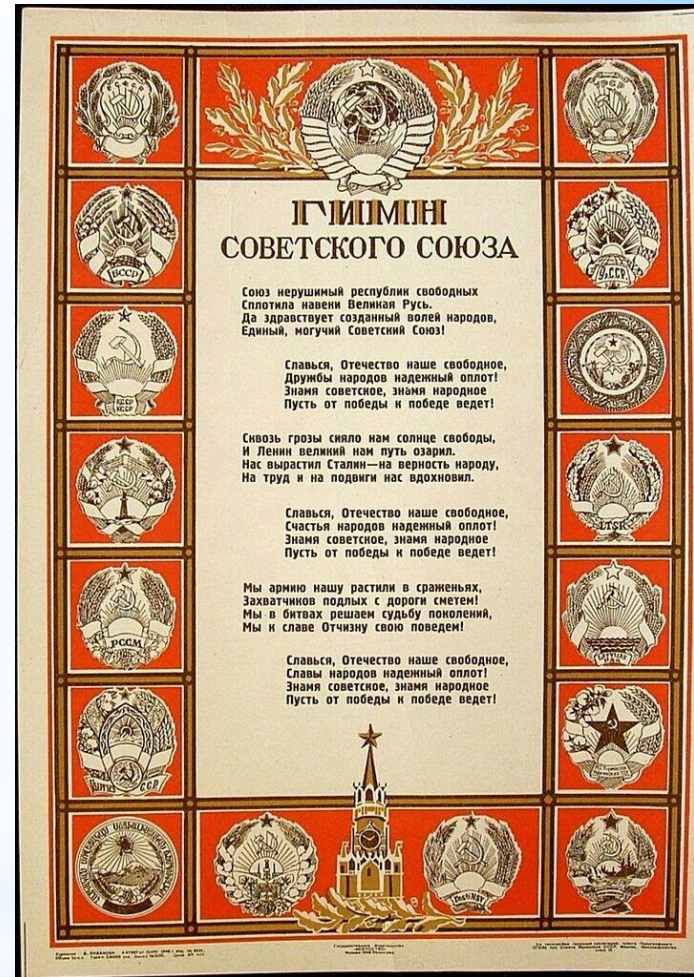 ГИМН
СОВЕТСКОГО СОЮЗА
Союз нерушимый республик свободных
Сплотила навеки Великая Русь.
Да здравствует созданный волей народов,
Единый, могучий Советский Союз!
Славься, Отечество наше свободное,
Дружбы народов надежный оплот!
Знамя советское, знамя народное
Пусть от победы к победе ведет!
Сквозь грозы сияло нам солнце свободы,
И Ленин великий нам путь озарил.
Нас вырастил Сталин—на верность народу,
На труд и на подвиги нас вдохновил.
Славься, Отечество наше свободное,
Счастья народов надежный оплот!
Знамя советское, знамя народное
Пусть от победы к победе ведет!
Мы армию нашу растили в сраженьях,
Захватчиков подлых с дороги сметем!
Мы в битвах решаем судьбу поколений,
Мы к славе Отчизну свою поведем!
Славься, Отечество наше свободное,
Славы народов надежный оплот!
Знамя советское, знамя народное
Пусть от победы к победе ведет!
БССР
КССР
КСЄР
LTSR
РССМ